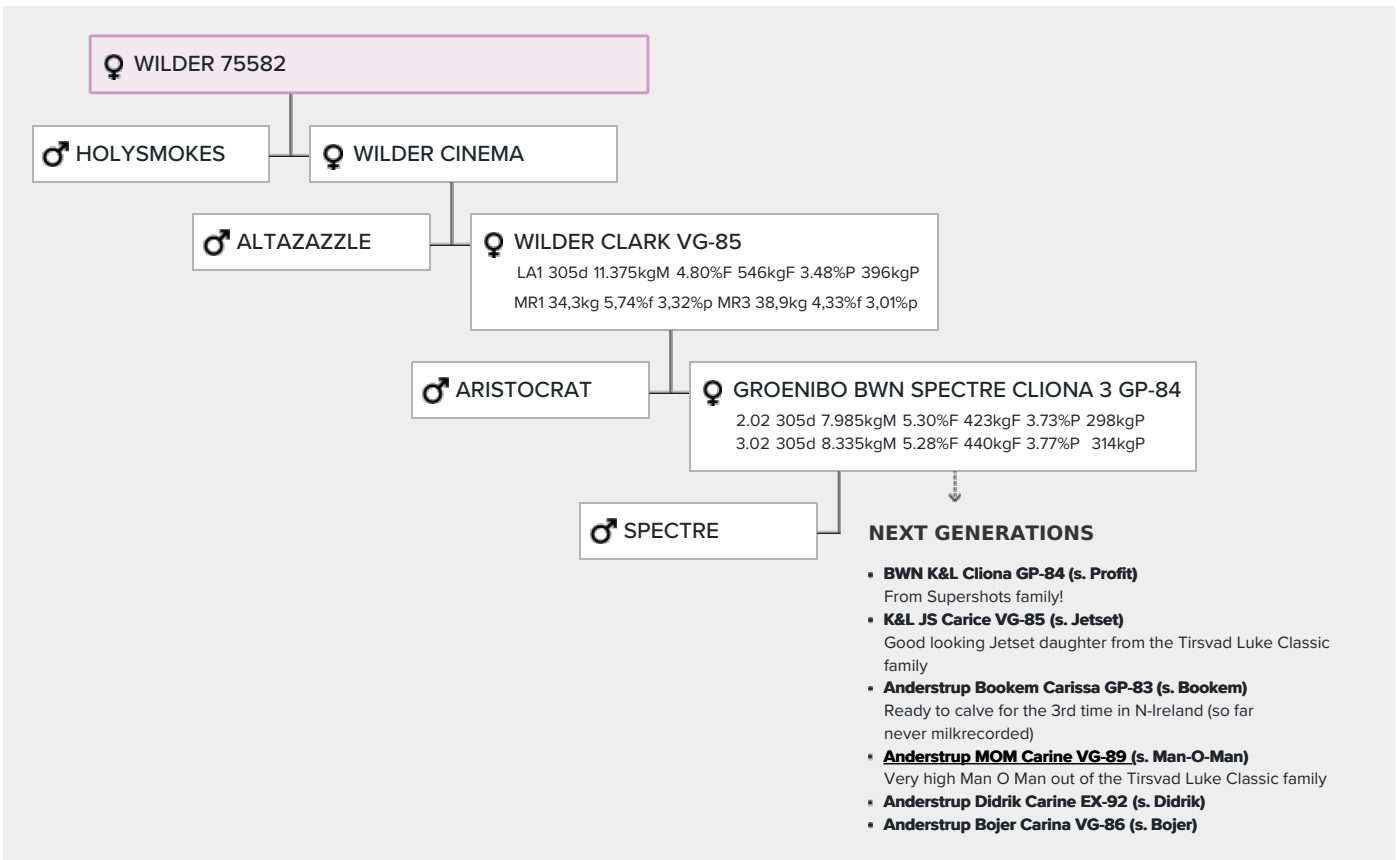 WILDER 75582
HOLYSMOKES
WILDER CINEMA
ALTAZAZZLE
WILDER CLARK VG-85
LA1 305d 11.375kgM 4.80%F 546kgF 3.48%P 396kgP
MR1 34,3kg 5,74%f 3,32%p MR3 38,9kg 4,33%f 3,01%p
ARISTOCRAT
GROENIBO BWN SPECTRE CLIONA 3 GP-84
2.02 305d 7.985kgM 5.30%F 423kgF 3.73%P 298kgP
3.02 305d 8.335kgM 5.28%F 440kgF 3.77%P 314kgP
SPECTRE
NEXT GENERATIONS
BWN K&L Cliona GP-84 (s. Profit)
From Supershots family!
K&L JS Carice VG-85 (s. Jetset)
Good looking Jetset daughter from the Tirsvad Luke Classic
family
Anderstrup Bookem Carissa GP-83 (s. Bookem)
Ready to calve for the 3rd time in N-Ireland (so far
never milkrecorded)
Anderstrup MOM Carine VG-89 (s. Man-O-Man)
Very high Man O Man out of the Tirsvad Luke Classic family
Anderstrup Didrik Carine EX-92 (s. Didrik)
Anderstrup Bojer Carina VG-86 (s. Bojer)